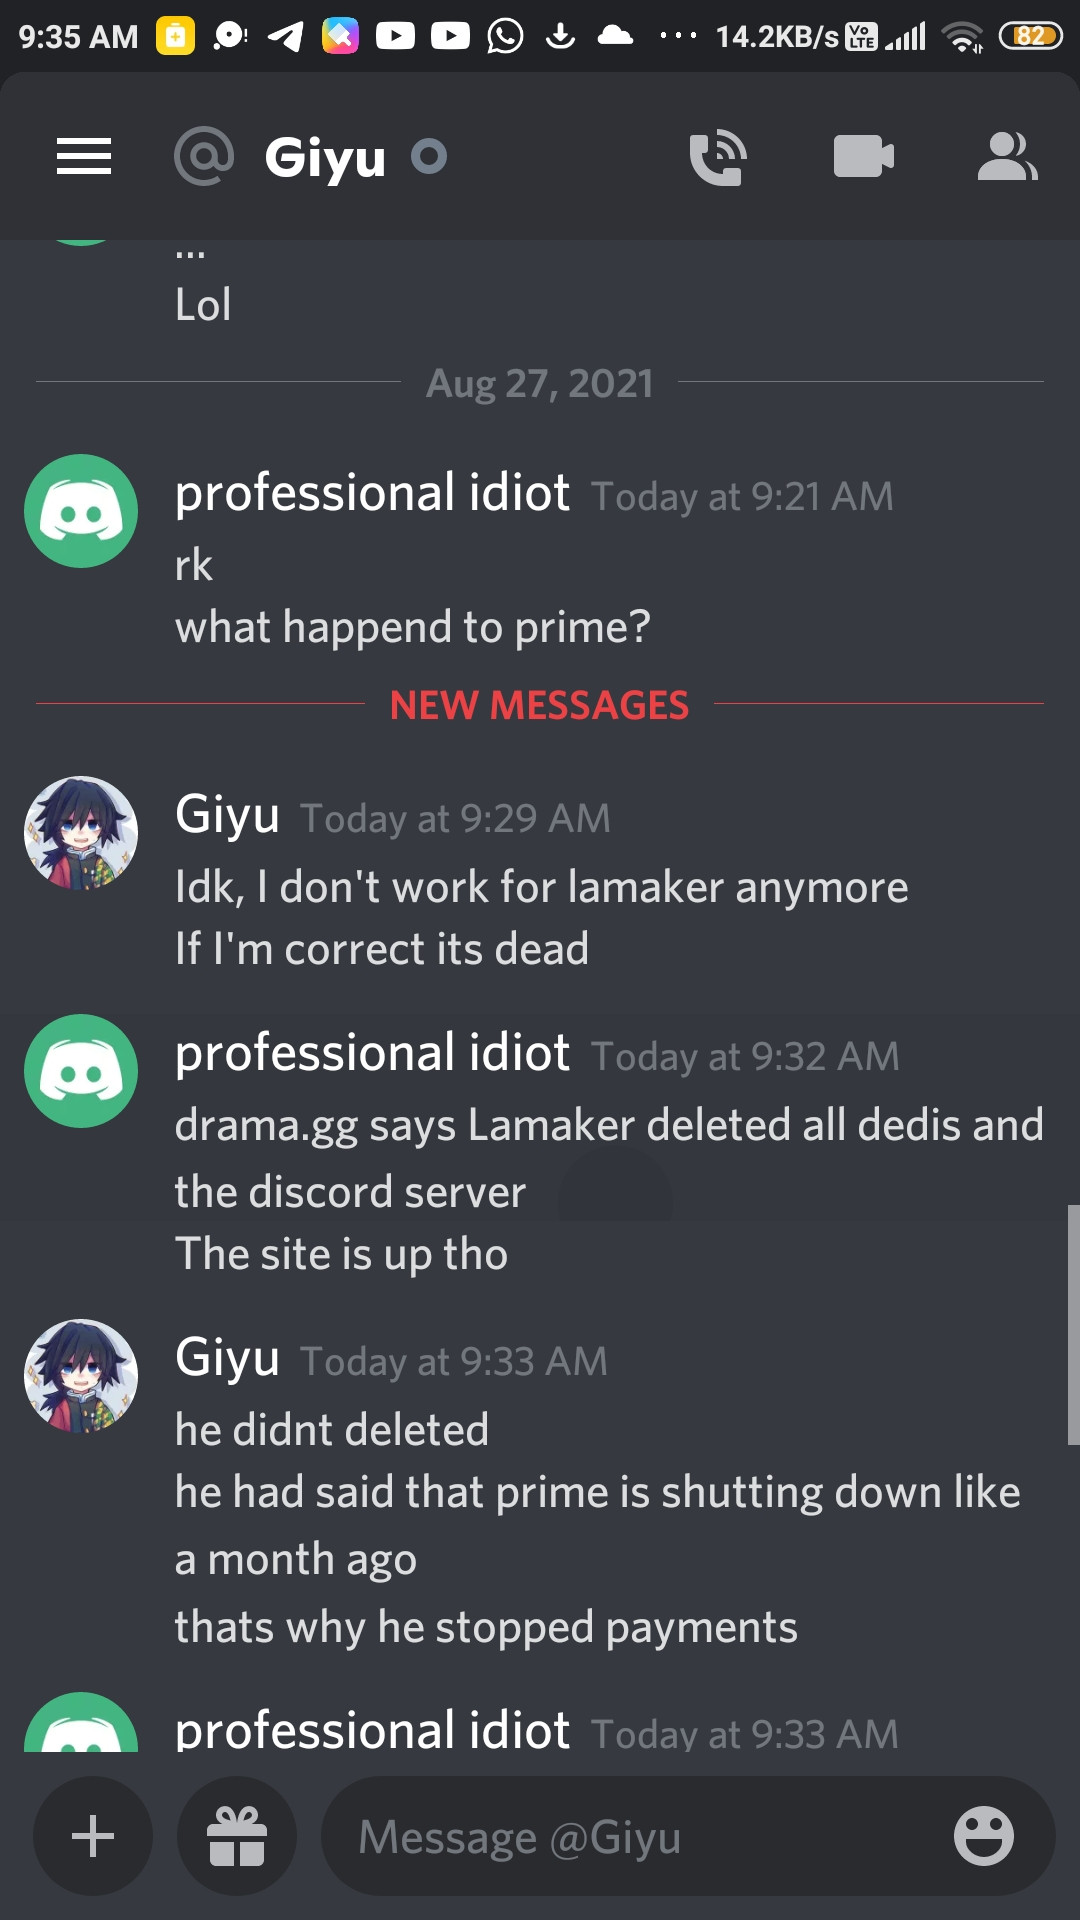 9:35 AM
14.2KB/s
Vo
LTE
82
Giyu
...
Lol
Aug 27, 2021
professional idiot Today at 9:21 AM
rk
what happend to prime?
NEW MESSAGES
Giyu Today at 9:29 AM
Idk, I don't work for lamaker anymore
If I'm correct its dead
professional idiot Today at 9:32 AM
drama.gg says Lamaker deleted all dedis and
the discord server
The site is up tho
Giyu Today at 9:33 AM
he didnt deleted
he had said that prime is shutting down like
a month ago
thats why he stopped payments
professional idiot Today at 9:33 AM
Message @Giyu